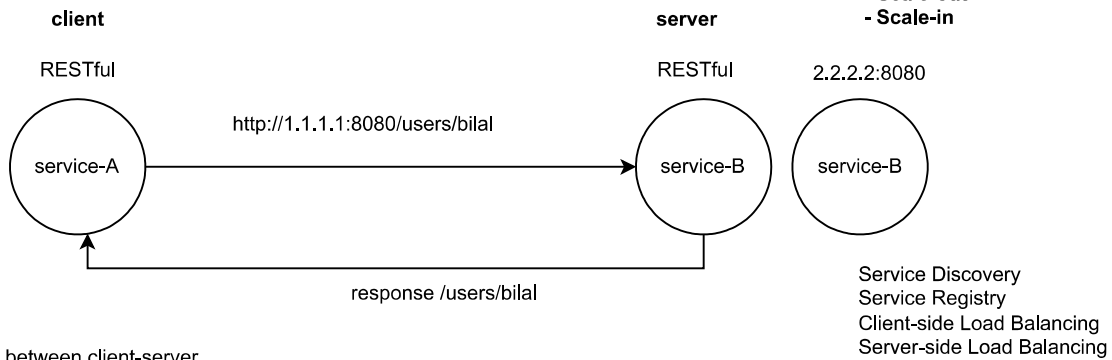 - Scale-in
client
server
RESTful
RESTful
2.2.2.2:8080
http://1.1.1.1:8080/users/bilal
service-A
service-B
service-B
response /users/bilal
Service Discovery
Service Registry
Client-side Load Balancing
Server-side Load Balancing
between client-server